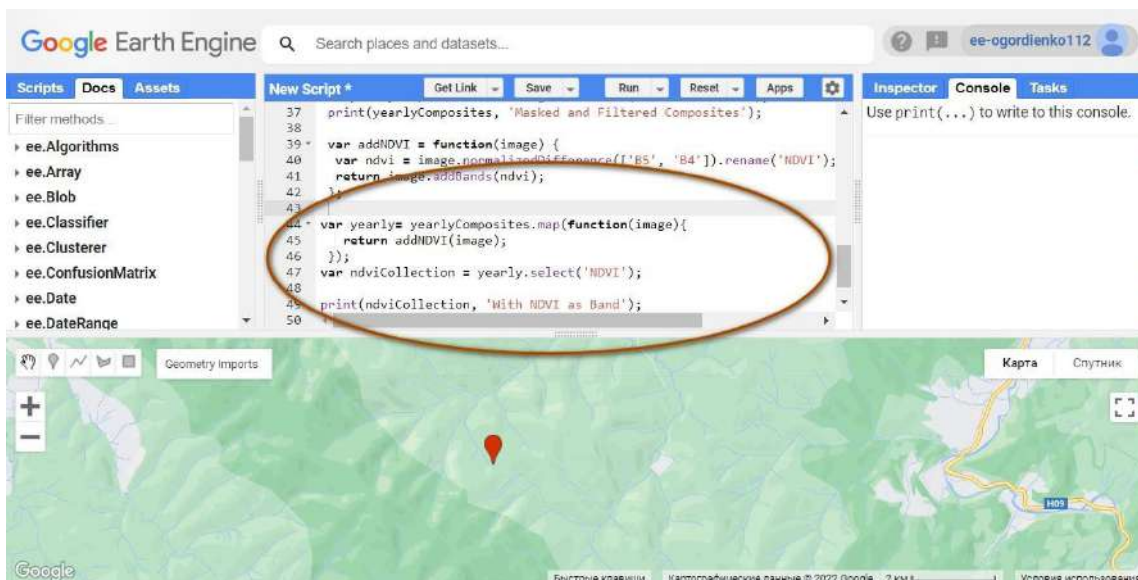 Google Earth Engine
Search places and datasets...
ee-ogordienko112
Scripts Docs Assets
New Script *
Get Link
Save
Run
Reset
Apps
Inspector Console Tasks
Filter methods...
ee.Algorithms
ee.Array
ee.Blob
ee.Classifier
ee.Clusterer
ee.ConfusionMatrix
ee.Date
ee.DateRange
37 print(yearlyComposites, 'Masked and Filtered Composites');
38
39 var addNDVI = function(image) {
40 var ndvi = image.normalizedDifference(['B5', 'B4']).rename('NDVI');
41 return image.addBands(ndvi);
42 };
43
44 var yearly= yearlyComposites.map(function(image){
45 return addNDVI(image);
46 });
47 var ndviCollection = yearly.select('NDVI');
48
49 print(ndviCollection, 'With NDVI as Band');
50
Use print(...) to write to this console.
Geometry Imports
Карта Спутник
H09
Google
Быстрые клавиши
Картографические данные © 2022 Google
2 км
Условия использования